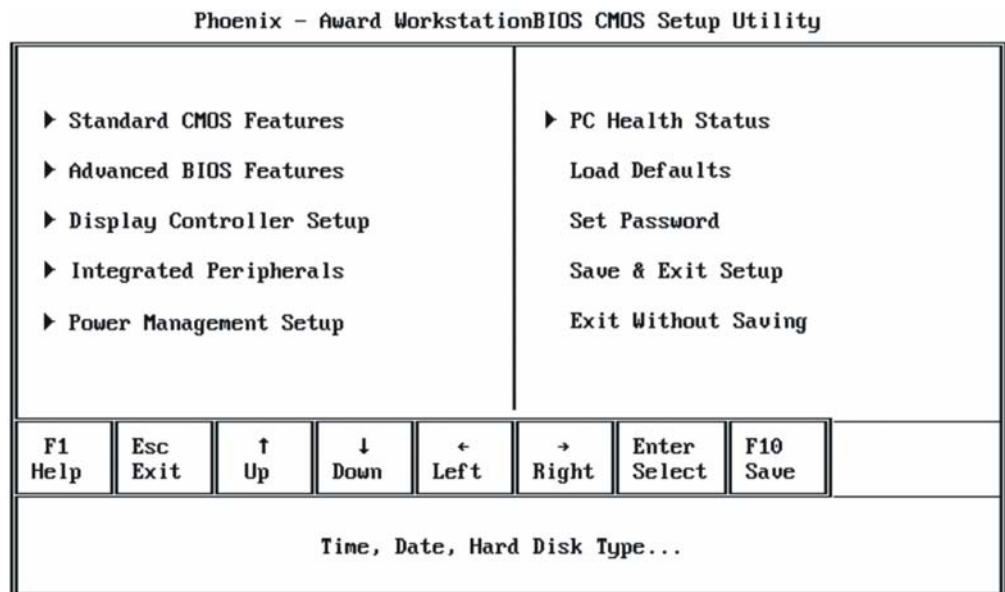 Phoenix - Award WorkstationBIOS CMOS Setup Utility
▶ Standard CMOS Features
▶ Advanced BIOS Features
▶ Display Controller Setup
▶ Integrated Peripherals
▶ Power Management Setup
▶ PC Health Status
Load Defaults
Set Password
Save & Exit Setup
Exit Without Saving
F1 Help
Esc Exit
↑ Up
↓ Down
← Left
→ Right
Enter Select
F10 Save
Time, Date, Hard Disk Type...